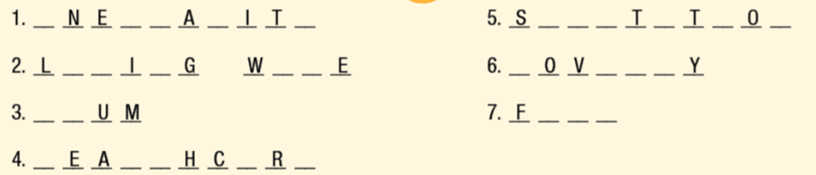 1. _ N E _ _ A _ I T _
2. L _ _ I _ G W _ _ E
3. _ _ U M
4. _ E A _ _ H C _ R _
5. S _ _ _ T _ T _ O _
6. _ O V _ _ _ Y
7. F _ _ _